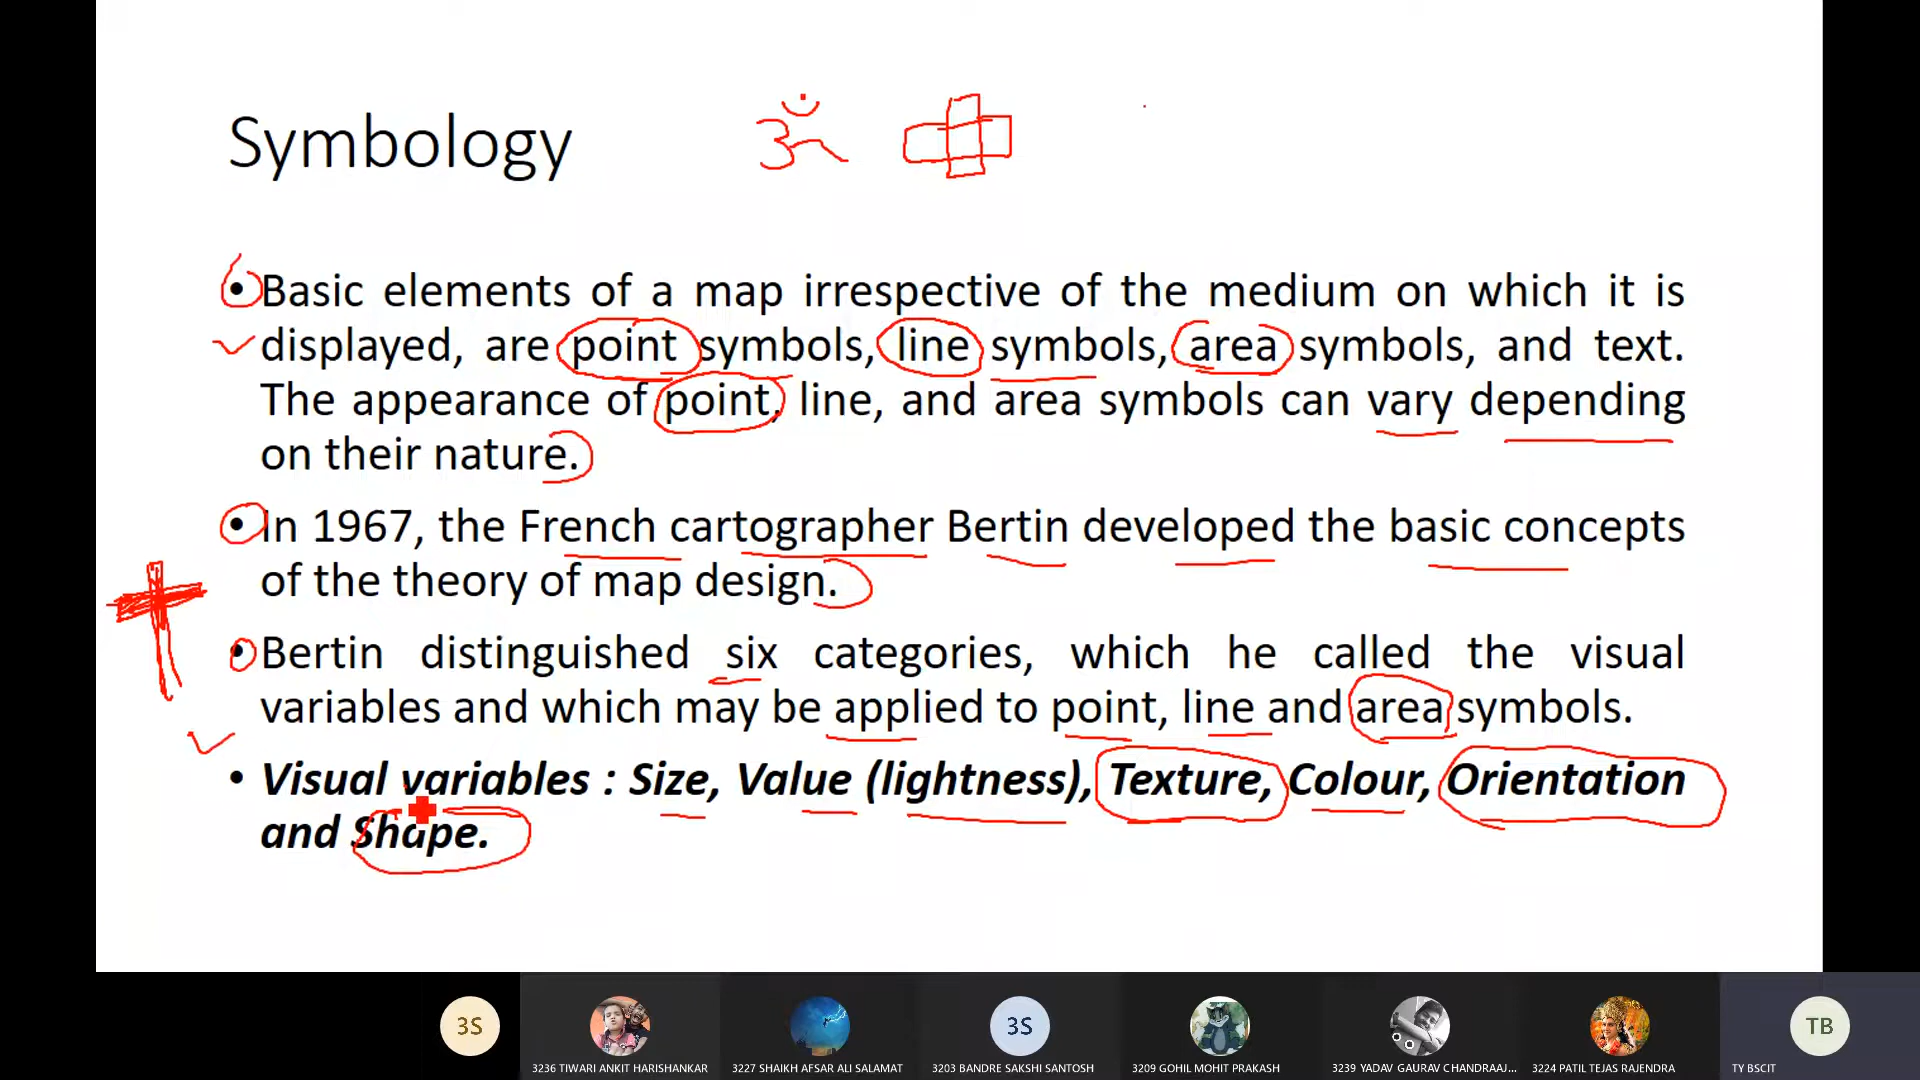 Symbology ॐ
• Basic elements of a map irrespective of the medium on which it is
displayed, are point symbols, line symbols, area symbols, and text.
The appearance of point, line, and area symbols can vary depending
on their nature.
• In 1967, the French cartographer Bertin developed the basic concepts
of the theory of map design.
• Bertin distinguished six categories, which he called the visual
variables and which may be applied to point, line and area symbols.
• Visual variables : Size, Value (lightness), Texture, Colour, Orientation
and Shape.
3S 3S TB
3236 TIWARI ANKIT HARISHANKAR 3227 SHAIKH AFSAR ALI SALAMAT 3203 BANDRE SAKSHI SANTOSH 3209 GOHIL MOHIT PRAKASH 3239 YADAV GAURAV CHANDRAAJ... 3224 PATIL TEJAS RAJENDRA TY BSCIT